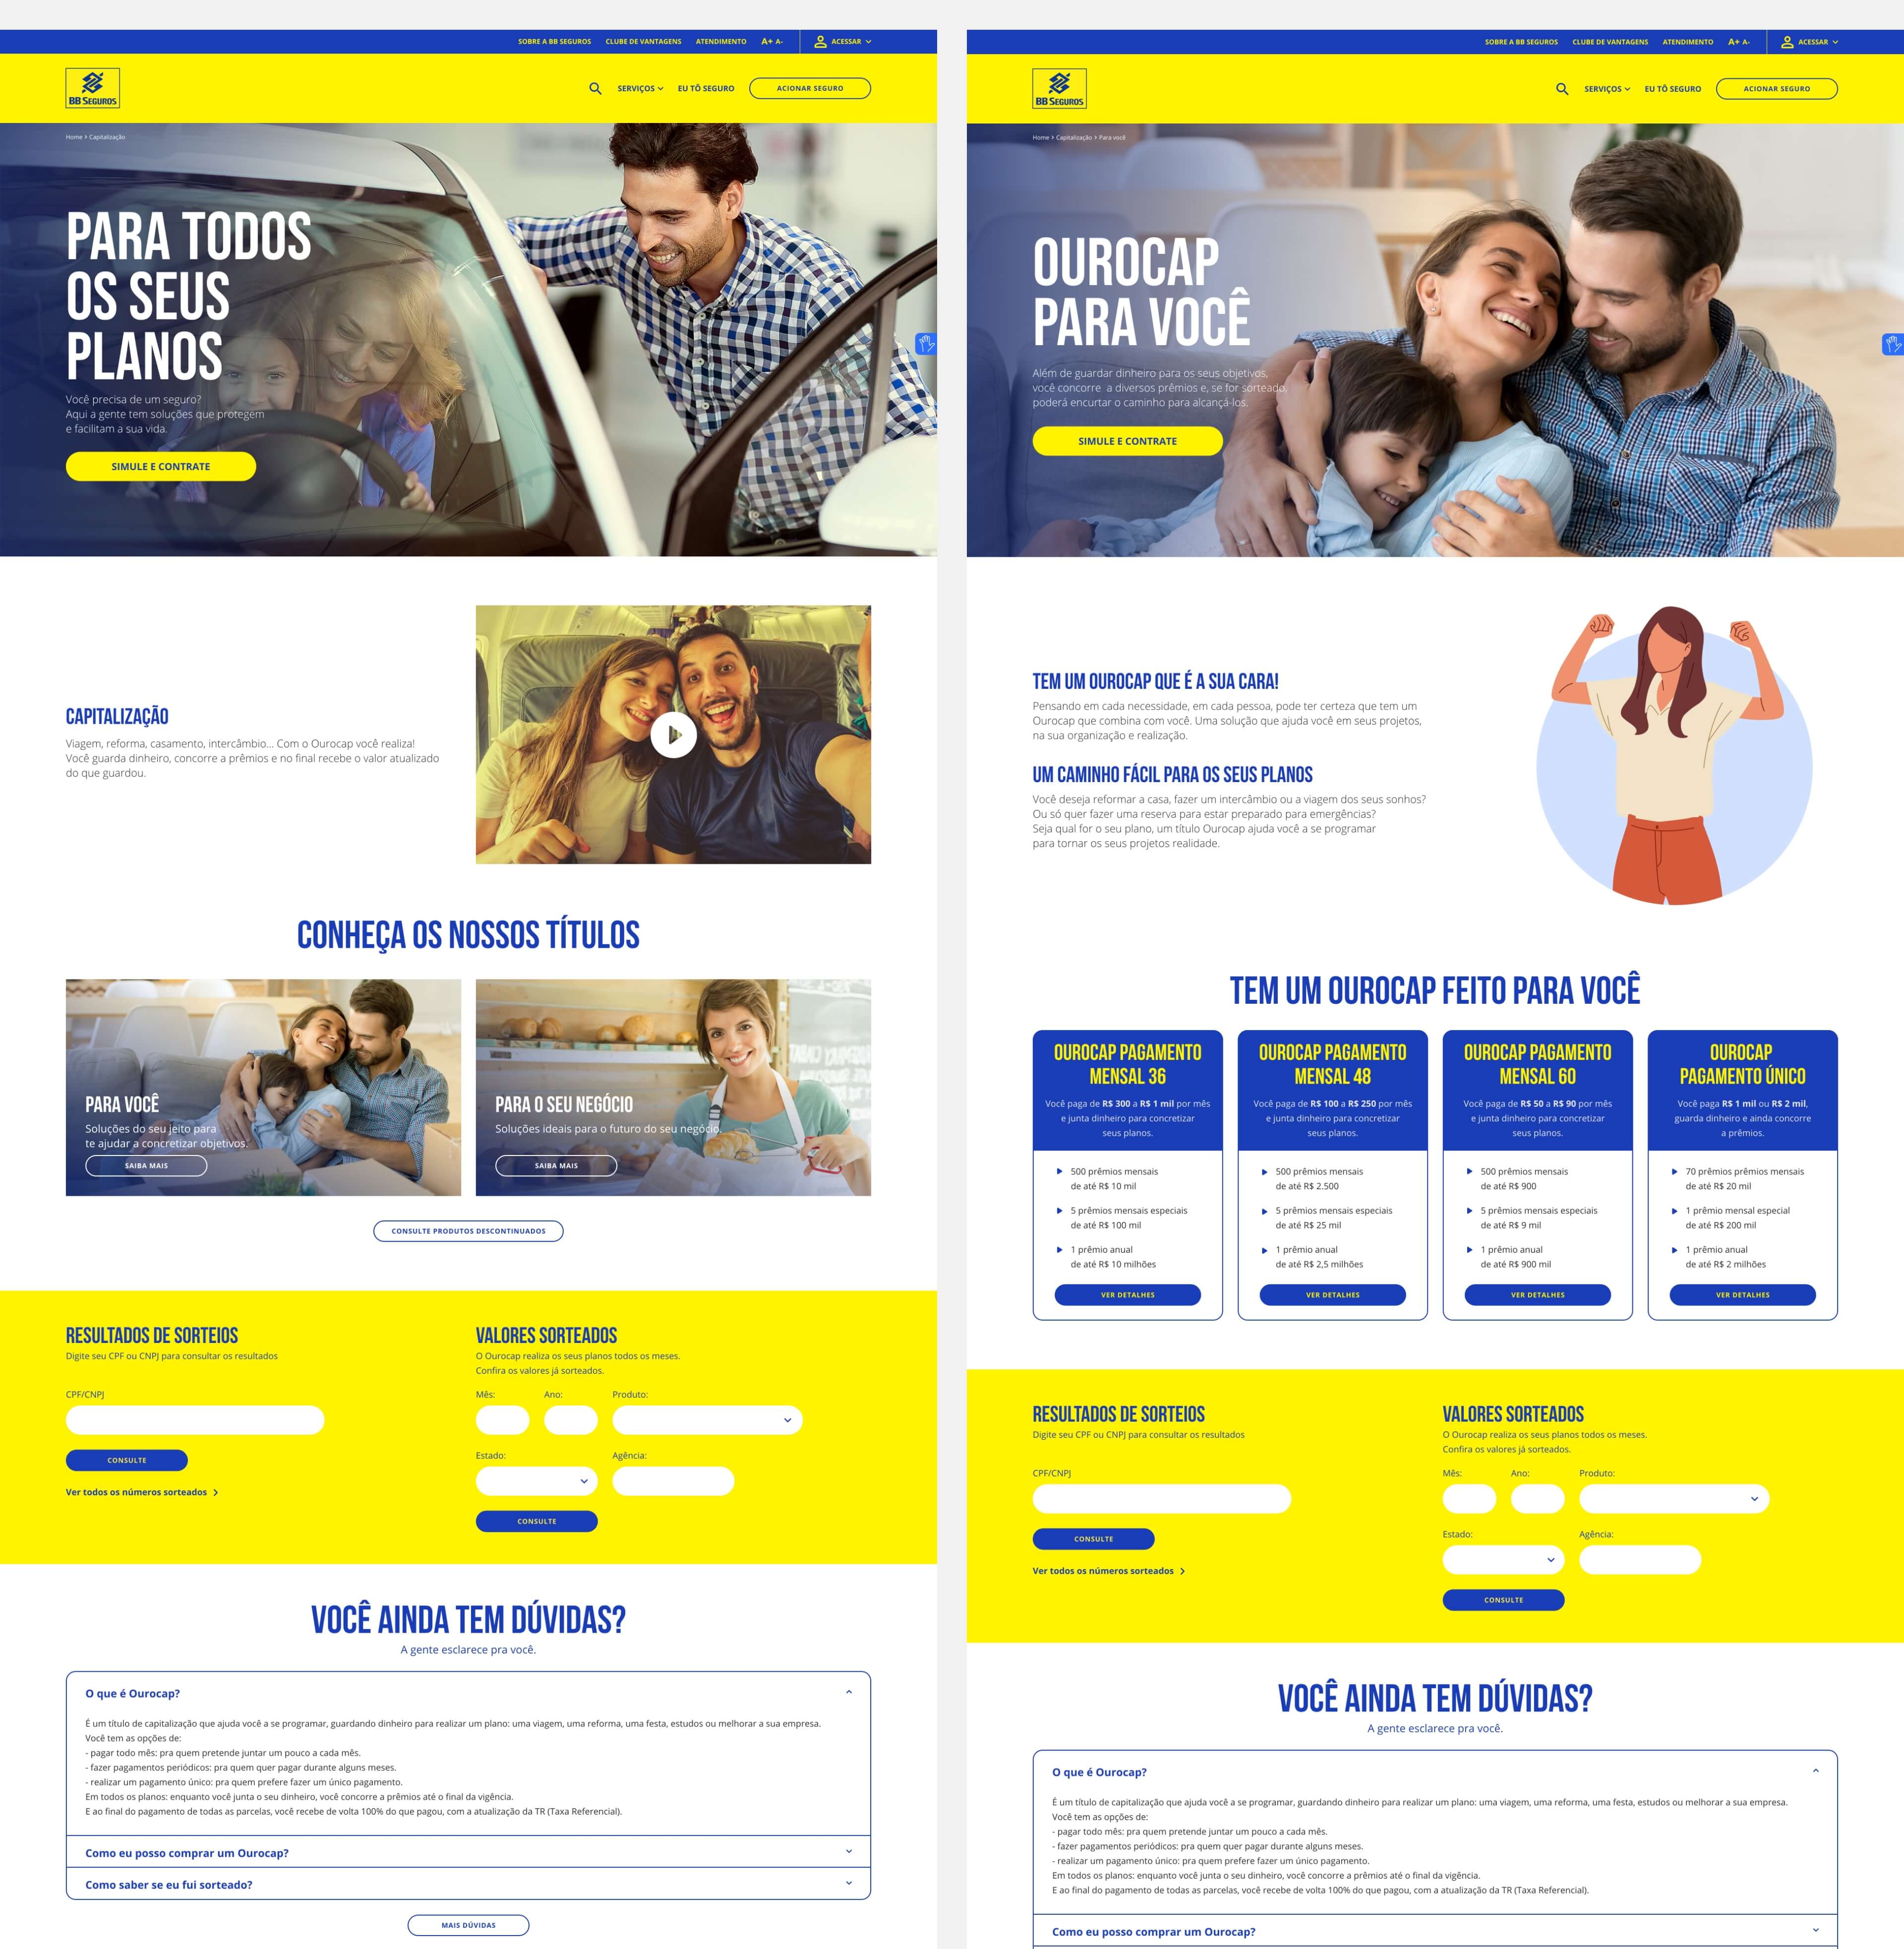 SOBRE A BB SEGUROS CLUBE DE VANTAGENS ATENDIMENTO A+ A- ACESSAR
BB SEGUROS
SERVIÇOS EU TÔ SEGURO ACIONAR SEGURO
Home > Capitalização
PARA TODOS
OS SEUS
PLANOS
Você precisa de um seguro?
Aqui a gente tem soluções que protegem
e facilitam a sua vida.
SIMULE E CONTRATE
CAPITALIZAÇÃO
Viagem, reforma, casamento, intercâmbio... Com o Ourocap você realiza!
Você guarda dinheiro, concorre a prêmios e no final recebe o valor atualizado
do que guardou.
CONHEÇA OS NOSSOS TÍTULOS
PARA VOCÊ
Soluções do seu jeito para
te ajudar a concretizar objetivos.
SAIBA MAIS
PARA O SEU NEGÓCIO
Soluções ideais para o futuro do seu negócio.
SAIBA MAIS
CONSULTE PRODUTOS DESCONTINUADOS
RESULTADOS DE SORTEIOS
Digite seu CPF ou CNPJ para consultar os resultados
CPF/CNPJ
CONSULTE
Ver todos os números sorteados >
VALORES SORTEADOS
O Ourocap realiza os seus planos todos os meses.
Confira os valores já sorteados.
Mês: Ano: Produto:
Estado: Agência:
CONSULTE
VOCÊ AINDA TEM DÚVIDAS?
A gente esclarece pra você.
O que é Ourocap?
É um título de capitalização que ajuda você a se programar, guardando dinheiro para realizar um plano: uma viagem, uma reforma, uma festa, estudos ou melhorar a sua empresa.
Você tem as opções de:
- pagar todo mês: pra quem pretende juntar um pouco a cada mês.
- fazer pagamentos periódicos: pra quem quer pagar durante alguns meses.
- realizar um pagamento único: pra quem prefere fazer um único pagamento.
Em todos os planos: enquanto você junta o seu dinheiro, você concorre a prêmios até o final da vigência.
E ao final do pagamento de todas as parcelas, você recebe de volta 100% do que pagou, com a atualização da TR (Taxa Referencial).
Como eu posso comprar um Ourocap?
Como saber se eu fui sorteado?
MAIS DÚVIDAS
SOBRE A BB SEGUROS CLUBE DE VANTAGENS ATENDIMENTO A+ A- ACESSAR
BB SEGUROS
SERVIÇOS EU TÔ SEGURO ACIONAR SEGURO
Home > Capitalização > Para você
OUROCAP
PARA VOCÊ
Além de guardar dinheiro para os seus objetivos,
você concorre a diversos prêmios e, se for sorteado,
poderá encurtar o caminho para alcançá-los.
SIMULE E CONTRATE
TEM UM OUROCAP QUE É A SUA CARA!
Pensando em cada necessidade, em cada pessoa, pode ter certeza que tem um
Ourocap que combina com você. Uma solução que ajuda você em seus projetos,
na sua organização e realização.
UM CAMINHO FÁCIL PARA OS SEUS PLANOS
Você deseja reformar a casa, fazer um intercâmbio ou a viagem dos seus sonhos?
Ou só quer fazer uma reserva para estar preparado para emergências?
Seja qual for o seu plano, um título Ourocap ajuda você a se programar
para tornar os seus projetos realidade.
TEM UM OUROCAP FEITO PARA VOCÊ
OUROCAP PAGAMENTO
MENSAL 36
Você paga de R$ 300 a R$ 1 mil por mês
e junta dinheiro para concretizar
seus planos.
500 prêmios mensais
de até R$ 10 mil
5 prêmios mensais especiais
de até R$ 100 mil
1 prêmio anual
de até R$ 10 milhões
VER DETALHES
OUROCAP PAGAMENTO
MENSAL 48
Você paga de R$ 100 a R$ 250 por mês
e junta dinheiro para concretizar
seus planos.
500 prêmios mensais
de até R$ 2.500
5 prêmios mensais especiais
de até R$ 25 mil
1 prêmio anual
de até R$ 2,5 milhões
VER DETALHES
OUROCAP PAGAMENTO
MENSAL 60
Você paga de R$ 50 a R$ 90 por mês
e junta dinheiro para concretizar
seus planos.
500 prêmios mensais
de até R$ 900
5 prêmios mensais especiais
de até R$ 9 mil
1 prêmio anual
de até R$ 900 mil
VER DETALHES
OUROCAP
PAGAMENTO ÚNICO
Você paga R$ 1 mil ou R$ 2 mil,
guarda dinheiro e ainda concorre
a prêmios.
70 prêmios prêmios mensais
de até R$ 20 mil
1 prêmio mensal especial
de até R$ 200 mil
1 prêmio anual
de até R$ 2 milhões
VER DETALHES
RESULTADOS DE SORTEIOS
Digite seu CPF ou CNPJ para consultar os resultados
CPF/CNPJ
CONSULTE
Ver todos os números sorteados >
VALORES SORTEADOS
O Ourocap realiza os seus planos todos os meses.
Confira os valores já sorteados.
Mês: Ano: Produto:
Estado: Agência:
CONSULTE
VOCÊ AINDA TEM DÚVIDAS?
A gente esclarece pra você.
O que é Ourocap?
É um título de capitalização que ajuda você a se programar, guardando dinheiro para realizar um plano: uma viagem, uma reforma, uma festa, estudos ou melhorar a sua empresa.
Você tem as opções de:
- pagar todo mês: pra quem pretende juntar um pouco a cada mês.
- fazer pagamentos periódicos: pra quem quer pagar durante alguns meses.
- realizar um pagamento único: pra quem prefere fazer um único pagamento.
Em todos os planos: enquanto você junta o seu dinheiro, você concorre a prêmios até o final da vigência.
E ao final do pagamento de todas as parcelas, você recebe de volta 100% do que pagou, com a atualização da TR (Taxa Referencial).
Como eu posso comprar um Ourocap?